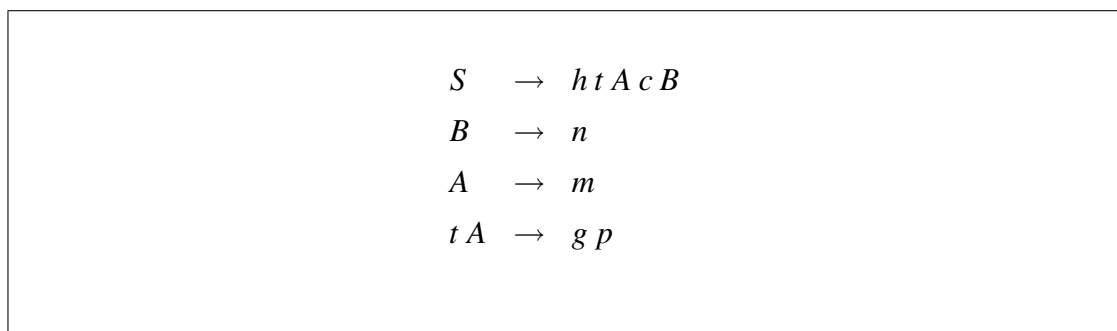 S → h t A c B
B → n
A → m
t A → g p